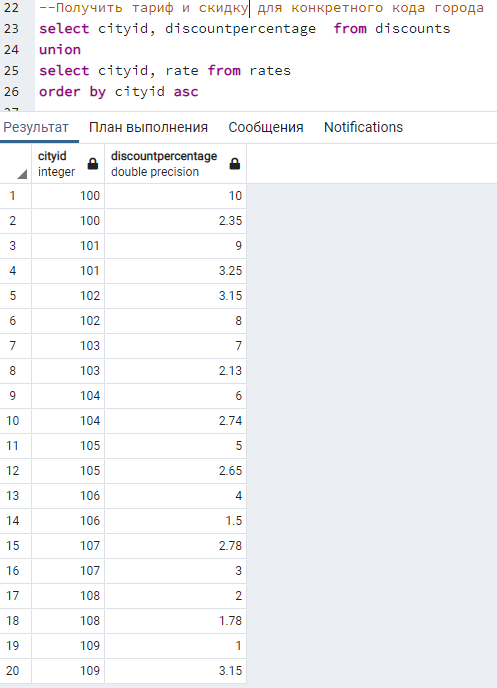 22 --Получить тариф и скидку для конкретного кода города
23 select cityid, discountpercentage  from discounts
24 union
25 select cityid, rate from rates
26 order by cityid asc
Результат План выполнения Сообщения Notifications
cityid discountpercentage
integer double precision
1 100 10
2 100 2.35
3 101 9
4 101 3.25
5 102 3.15
6 102 8
7 103 7
8 103 2.13
9 104 6
10 104 2.74
11 105 5
12 105 2.65
13 106 4
14 106 1.5
15 107 2.78
16 107 3
17 108 2
18 108 1.78
19 109 1
20 109 3.15